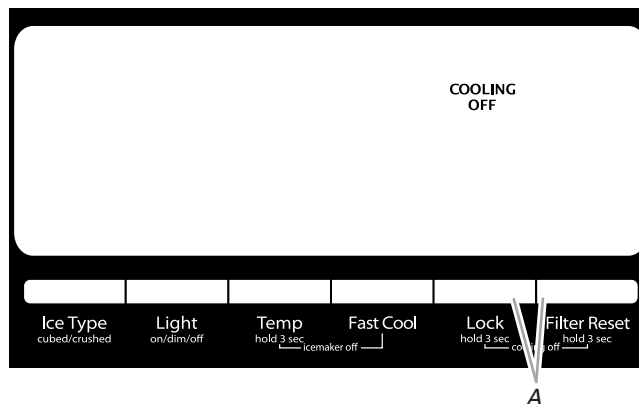 COOLING
OFF
Ice Type
cubed/crushed
Light
on/dim/off
Temp
hold 3 sec
icemaker off
Fast Cool
Lock
hold 3 sec
Filter Reset
hold 3 sec
off
A